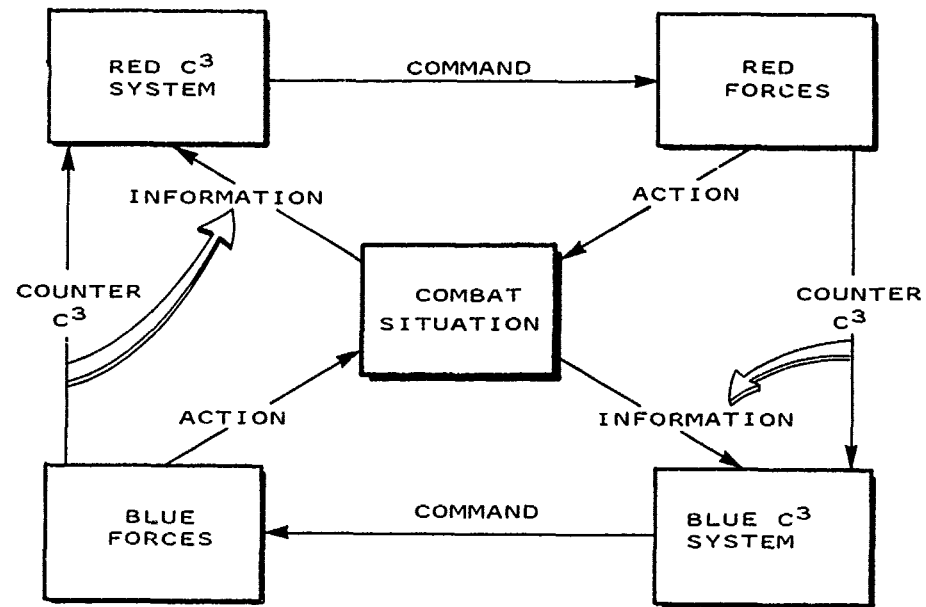 RED C³
SYSTEM
COMMAND
RED
FORCES
INFORMATION
ACTION
COUNTER
C³
COMBAT
SITUATION
COUNTER
C³
ACTION
INFORMATION
BLUE
FORCES
COMMAND
BLUE C³
SYSTEM